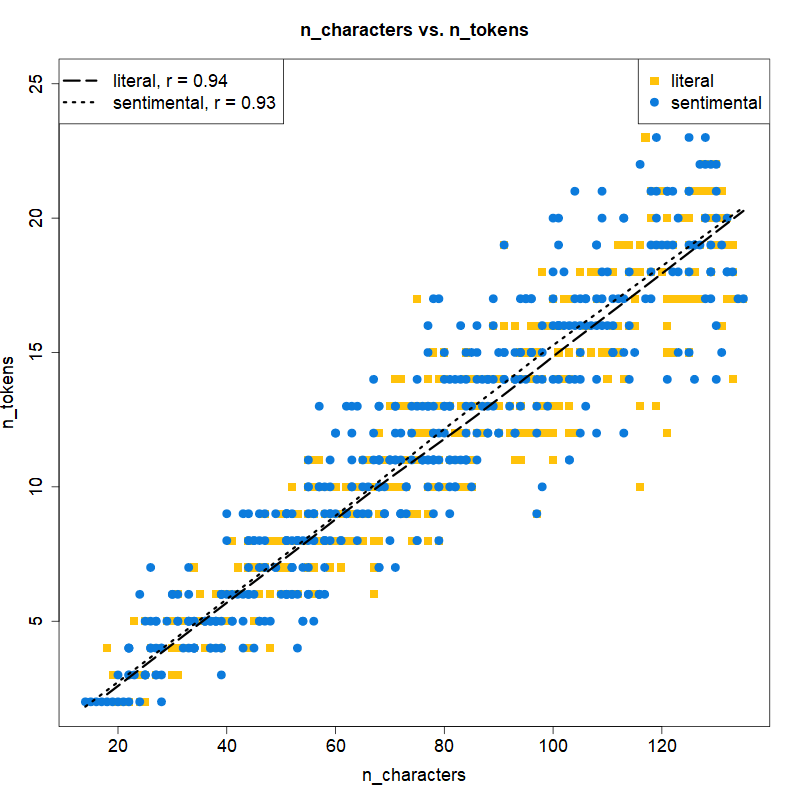 n_characters vs. n_tokens
literal, r = 0.94
sentimental, r = 0.93
literal
sentimental
25
20
15
10
5
n_tokens
20 40 60 80 100 120
n_characters